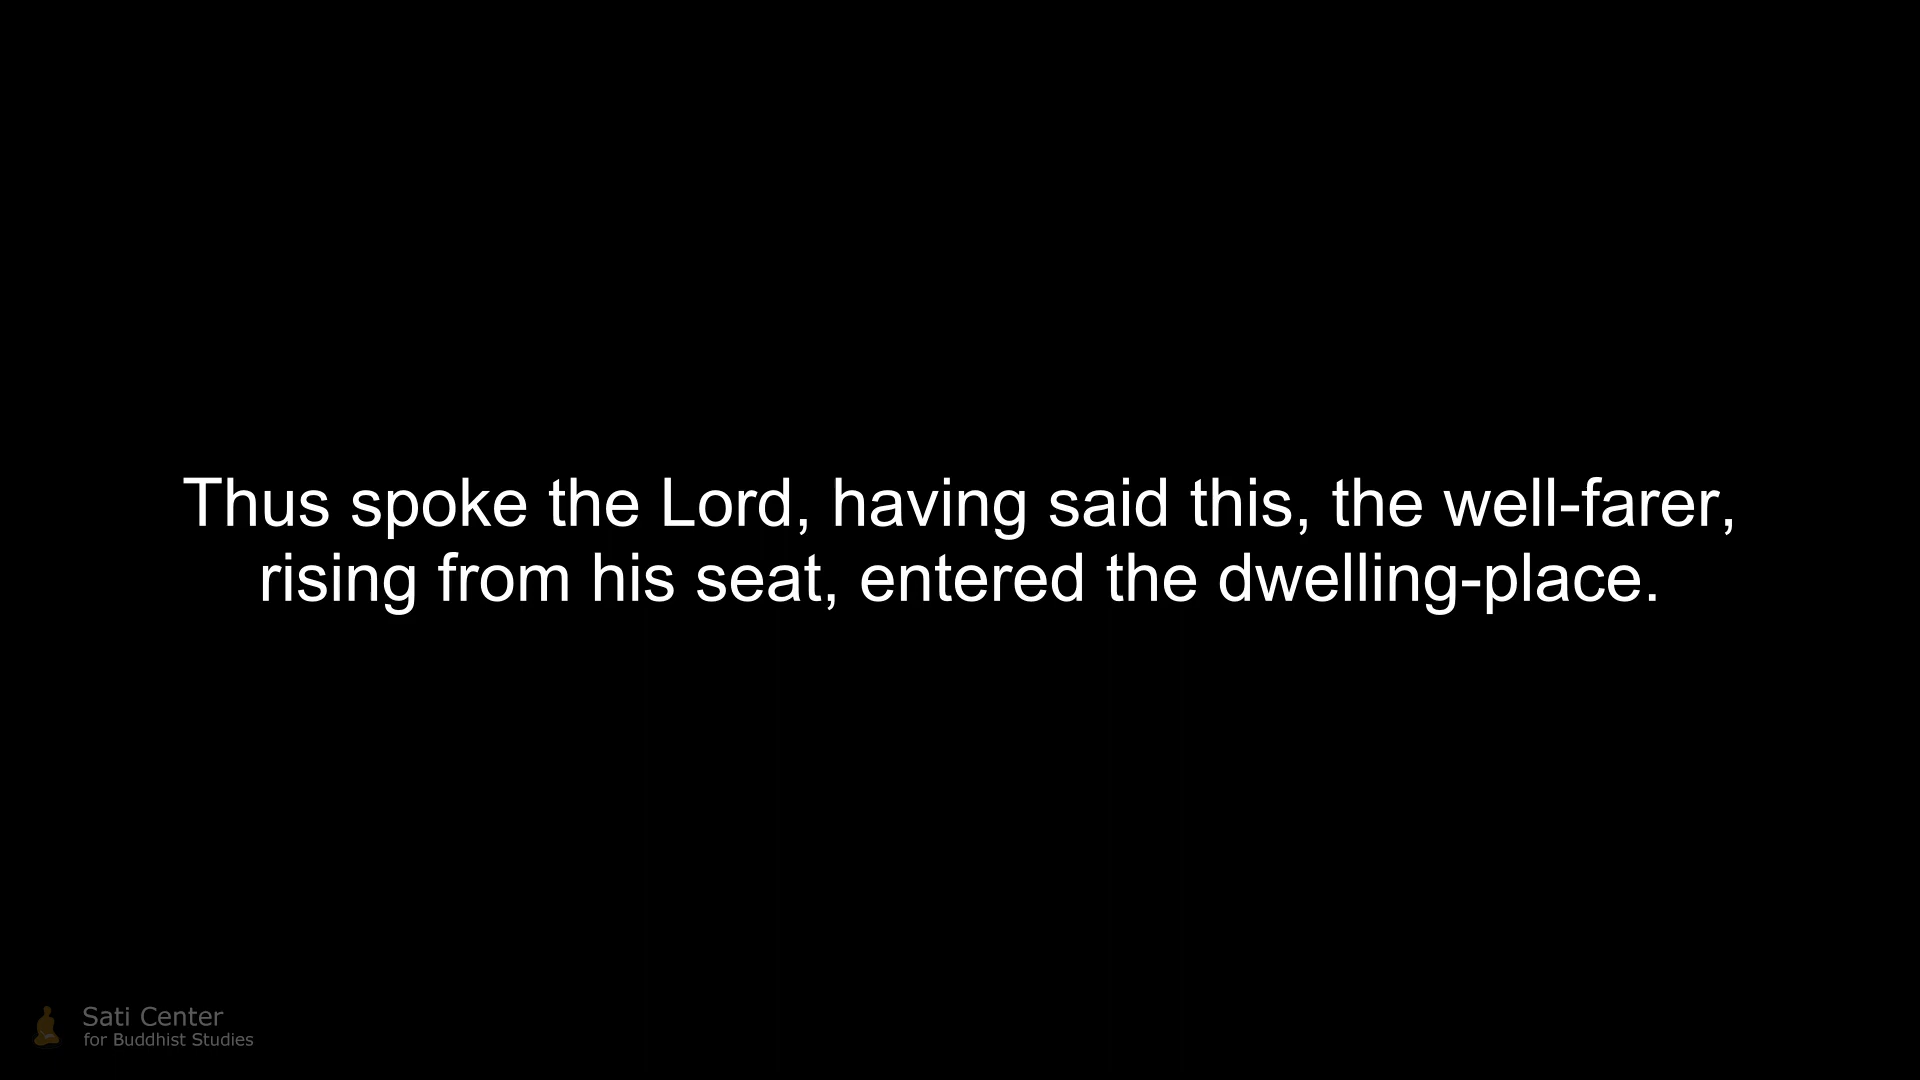 Thus spoke the Lord, having said this, the well-farer,
rising from his seat, entered the dwelling-place.
Sati Center
for Buddhist Studies